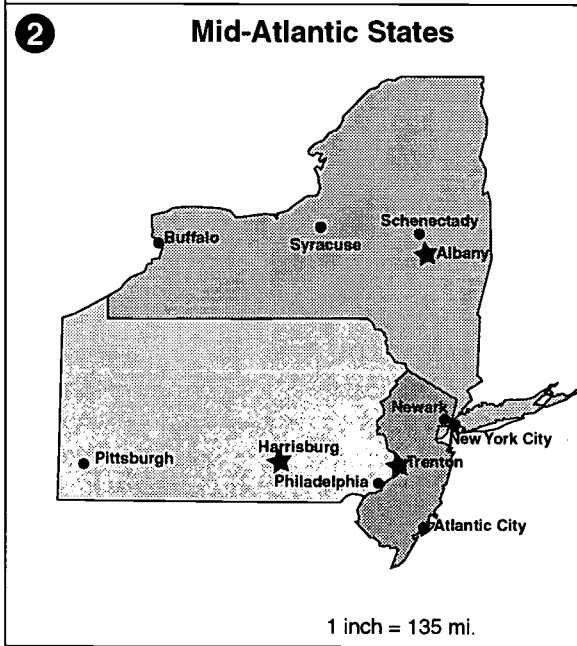 2
Mid-Atlantic States
Schenectady
Buffalo
Syracuse
Albany
Newark
New York City
Harrisburg
Pittsburgh
Trenton
Philadelphia
Atlantic City
1 inch = 135 mi.